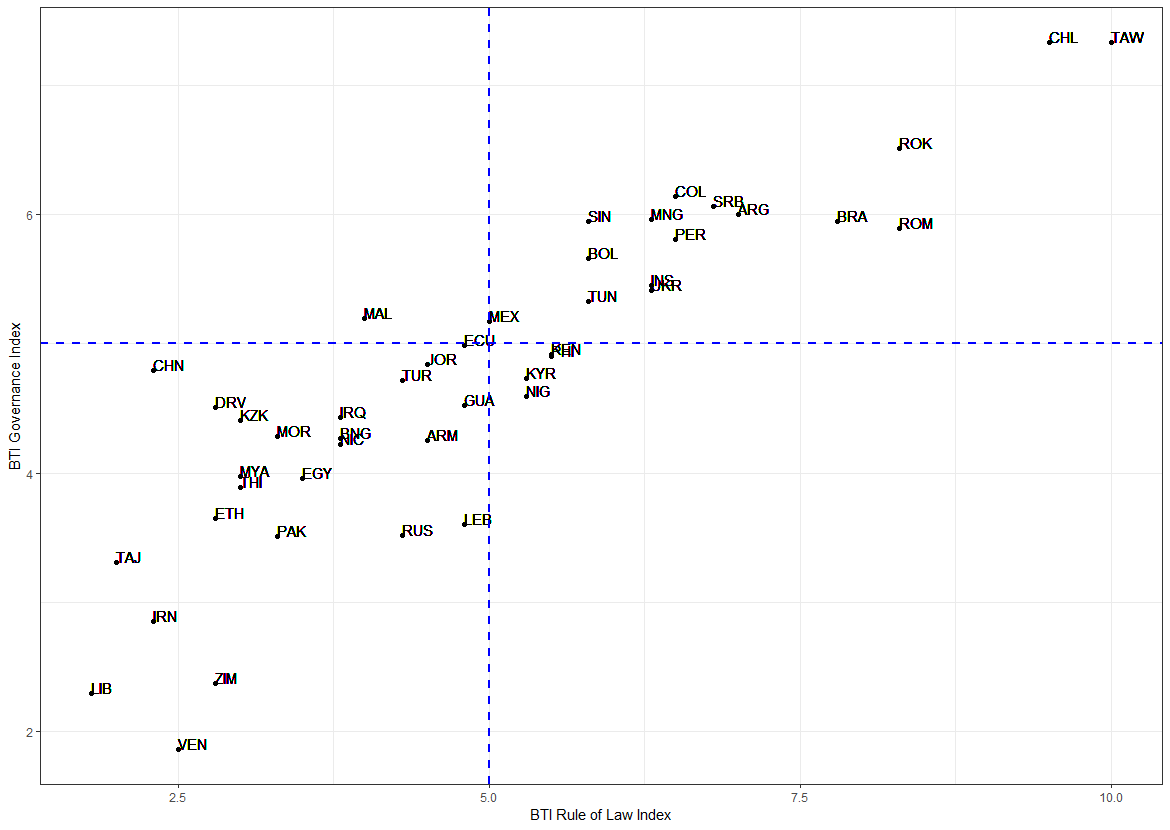 CHL TAW
ROK
COL
SRB
ARG
SIN MNG BRA
ROM
PER
BOL
INS
UKR
TUN
MAL MEX
ECU
JOR
CHN TUR KYR
NIG
DRV GUA
KZK IRQ
MOR BNG ARM
NIC
MYA EGY
THI
ETH
PAK RUS LEB
TAJ
IRN
ZIM
LIB
VEN
6
4
2
2.5 5.0 7.5 10.0
BTI Rule of Law Index
BTI Governance Index